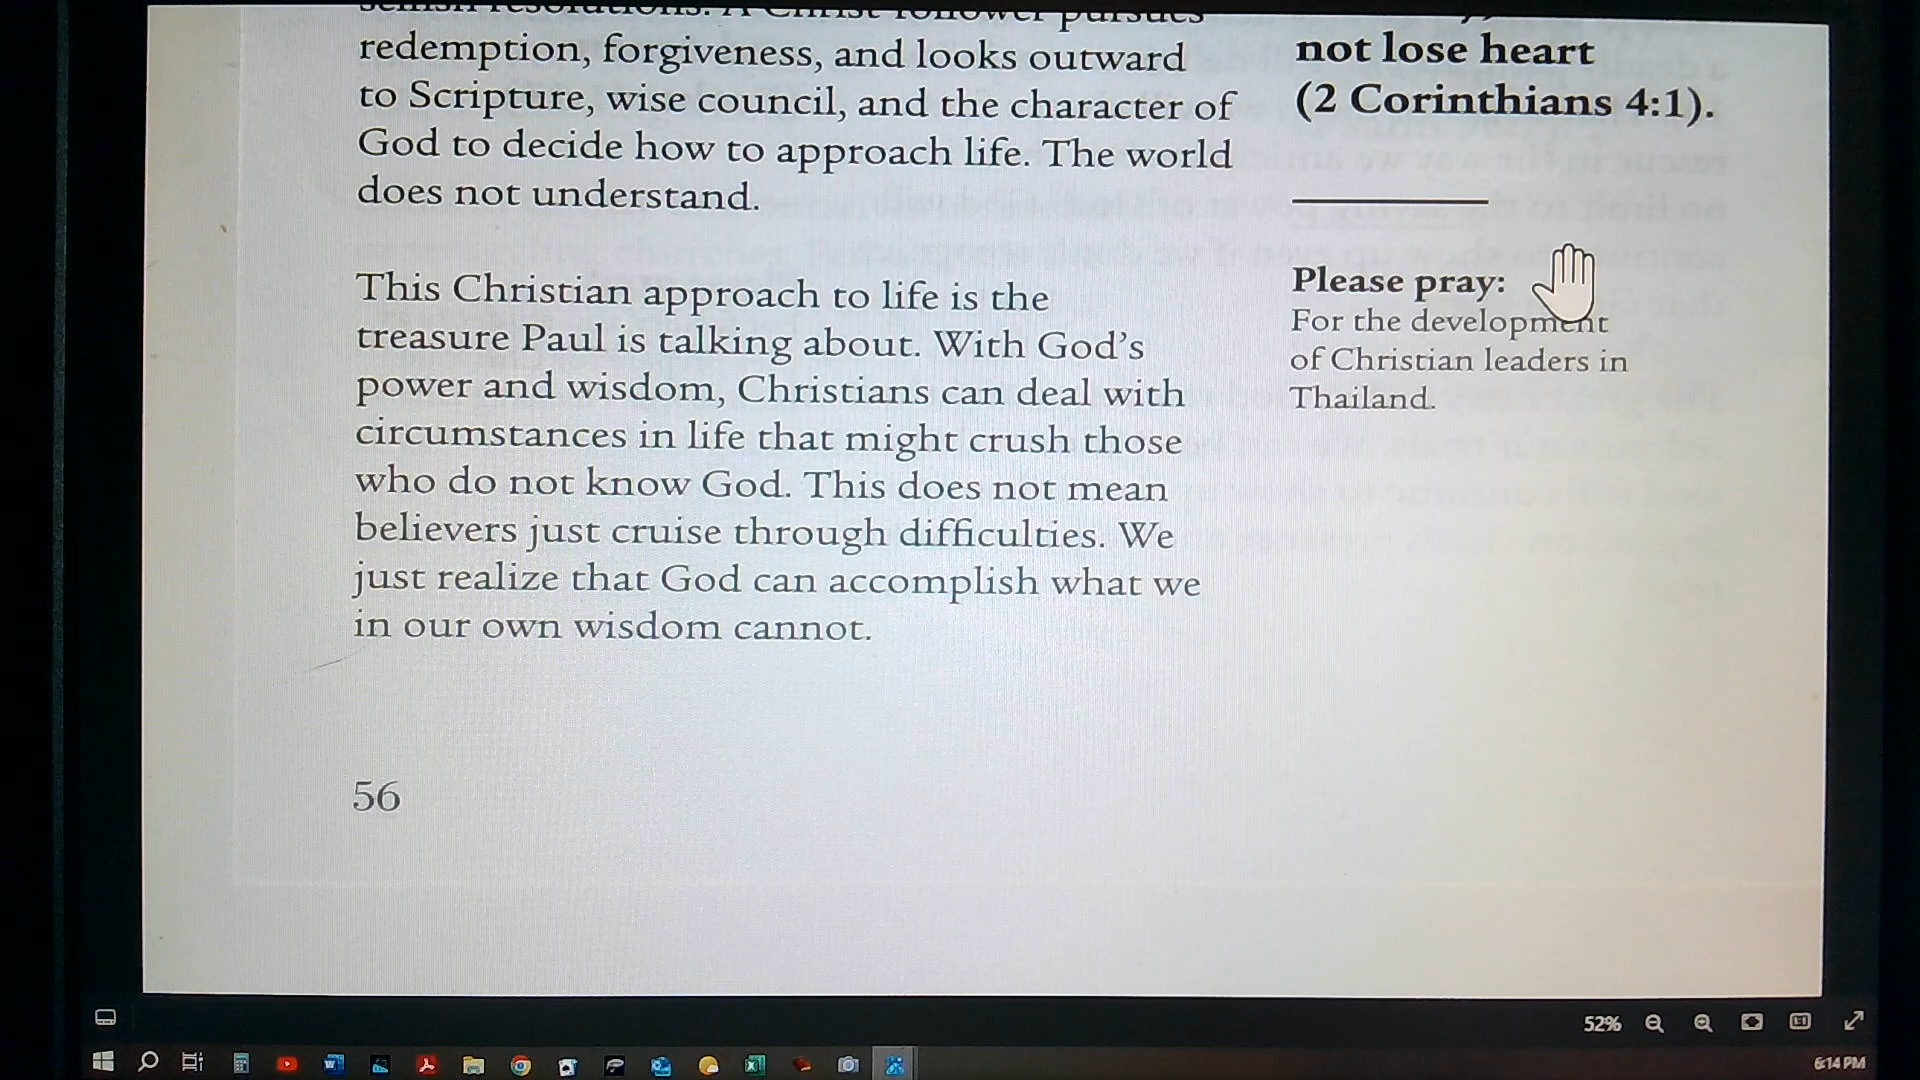 selfish resolutions. A Christ follower pursues
redemption, forgiveness, and looks outward
to Scripture, wise council, and the character of
God to decide how to approach life. The world
does not understand.
This Christian approach to life is the
treasure Paul is talking about. With God's
power and wisdom, Christians can deal with
circumstances in life that might crush those
who do not know God. This does not mean
believers just cruise through difficulties. We
just realize that God can accomplish what we
in our own wisdom cannot.
56
not lose heart
(2 Corinthians 4:1).
Please pray:
For the development
of Christian leaders in
Thailand.
52%
6:14 PM